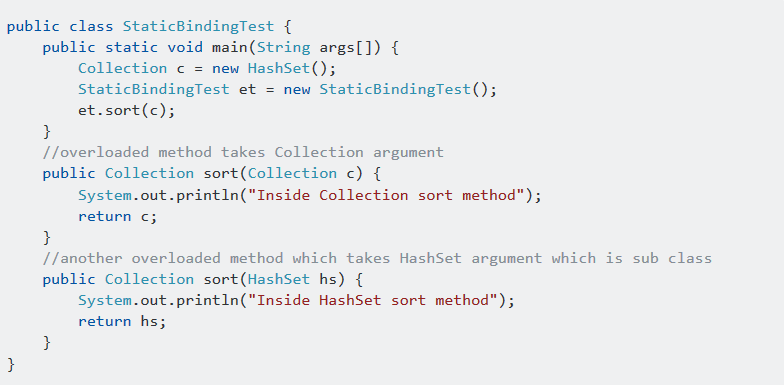 public class StaticBindingTest {
    public static void main(String args[]) {
        Collection c = new HashSet();
        StaticBindingTest et = new StaticBindingTest();
        et.sort(c);
    }
    //overloaded method takes Collection argument
    public Collection sort(Collection c) {
        System.out.println("Inside Collection sort method");
        return c;
    }
    //another overloaded method which takes HashSet argument which is sub class
    public Collection sort(HashSet hs) {
        System.out.println("Inside HashSet sort method");
        return hs;
    }
}